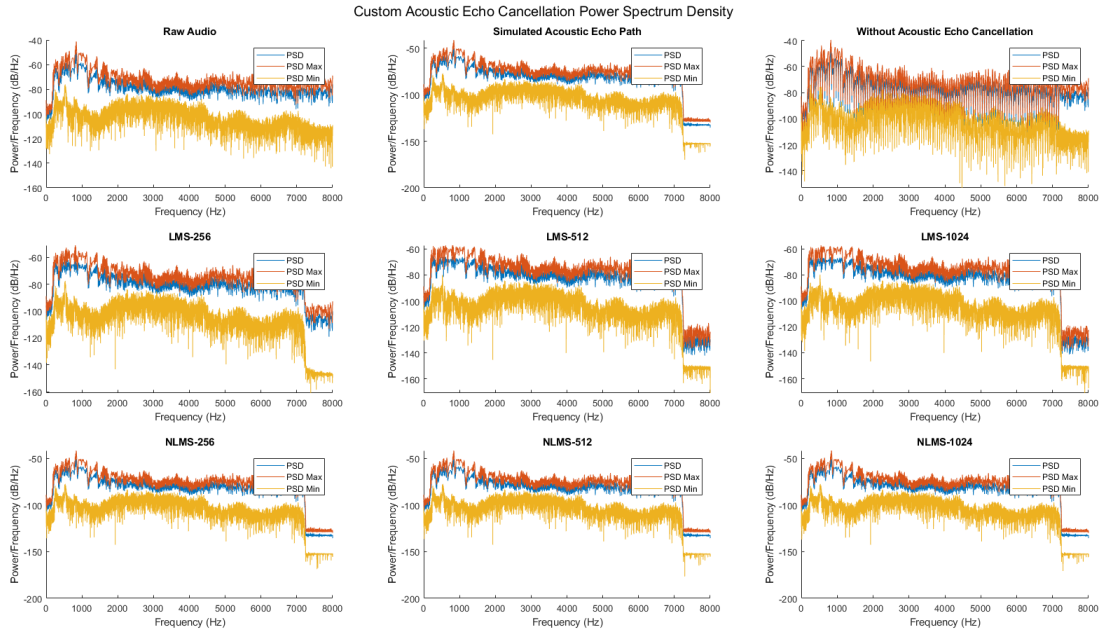 Custom Acoustic Echo Cancellation Power Spectrum Density
Raw Audio
Power/Frequency (dB/Hz)
-40
-60
-80
-100
-120
-140
-160
0 1000 2000 3000 4000 5000 6000 7000 8000
Frequency (Hz)
PSD
PSD Max
PSD Min
Simulated Acoustic Echo Path
Power/Frequency (dB/Hz)
-50
-100
-150
-200
0 1000 2000 3000 4000 5000 6000 7000 8000
Frequency (Hz)
PSD
PSD Max
PSD Min
Without Acoustic Echo Cancellation
Power/Frequency (dB/Hz)
-40
-60
-80
-100
-120
-140
0 1000 2000 3000 4000 5000 6000 7000 8000
Frequency (Hz)
PSD
PSD Max
PSD Min
LMS-256
Power/Frequency (dB/Hz)
-60
-80
-100
-120
-140
-160
0 1000 2000 3000 4000 5000 6000 7000 8000
Frequency (Hz)
PSD
PSD Max
PSD Min
LMS-512
Power/Frequency (dB/Hz)
-60
-80
-100
-120
-140
-160
0 1000 2000 3000 4000 5000 6000 7000 8000
Frequency (Hz)
PSD
PSD Max
PSD Min
LMS-1024
Power/Frequency (dB/Hz)
-60
-80
-100
-120
-140
-160
0 1000 2000 3000 4000 5000 6000 7000 8000
Frequency (Hz)
PSD
PSD Max
PSD Min
NLMS-256
Power/Frequency (dB/Hz)
-50
-100
-150
-200
0 1000 2000 3000 4000 5000 6000 7000 8000
Frequency (Hz)
PSD
PSD Max
PSD Min
NLMS-512
Power/Frequency (dB/Hz)
-50
-100
-150
-200
0 1000 2000 3000 4000 5000 6000 7000 8000
Frequency (Hz)
PSD
PSD Max
PSD Min
NLMS-1024
Power/Frequency (dB/Hz)
-50
-100
-150
-200
0 1000 2000 3000 4000 5000 6000 7000 8000
Frequency (Hz)
PSD
PSD Max
PSD Min